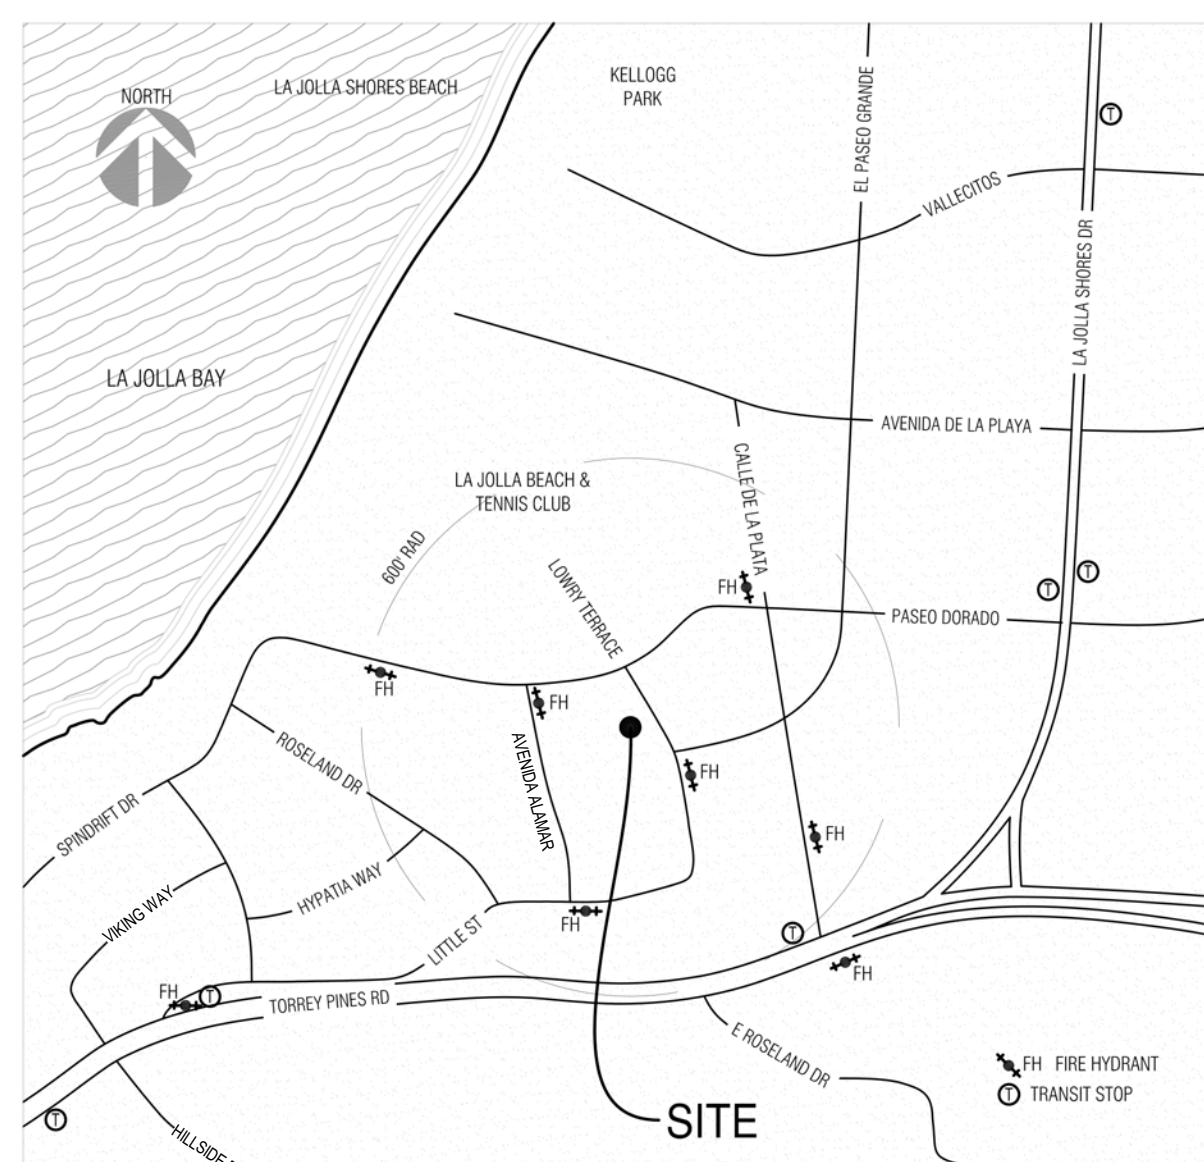 LA JOLLA SHORES BEACH
NORTH
KELLOGG
PARK
EL PASEO GRANDE
T
VALLECITOS
LA JOLLA SHORES DR
LA JOLLA BAY
AVENIDA DE LA PLAYA
LA JOLLA BEACH &
TENNIS CLUB
CALLE DE LA PLATA
600' RAD
LOWRY TERRACE
FH
T
T
PASEO DORADO
FH
FH
AVENIDA ALAMAR
ROSELAND DR
FH
SPINDRIFT DR
FH
HYPATIA WAY
VIKING WAY
FH
LITTLE ST
T
FH
FH
T
TORREY PINES RD
E ROSELAND DR
FH FIRE HYDRANT
T TRANSIT STOP
T
SITE
HILLSIDE